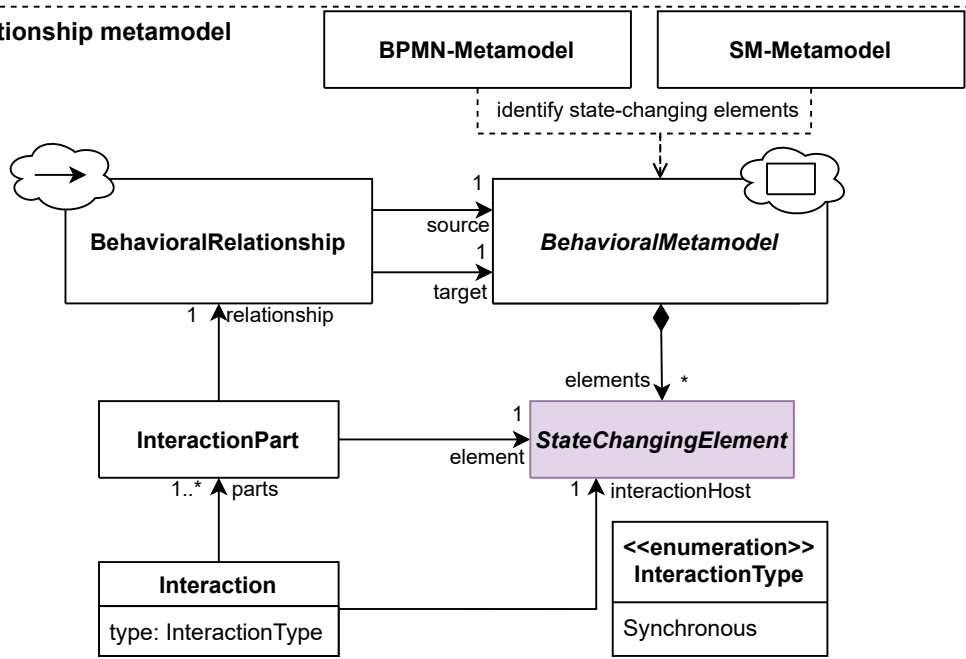 tionship metamodel
BPMN-Metamodel
SM-Metamodel
identify state-changing elements
BehavioralRelationship
1
source
1
target
BehavioralMetamodel
1
relationship
elements
*
InteractionPart
1
element
StateChangingElement
1..*
parts
1
interactionHost
Interaction
type: InteractionType
<<enumeration>>
InteractionType
Synchronous